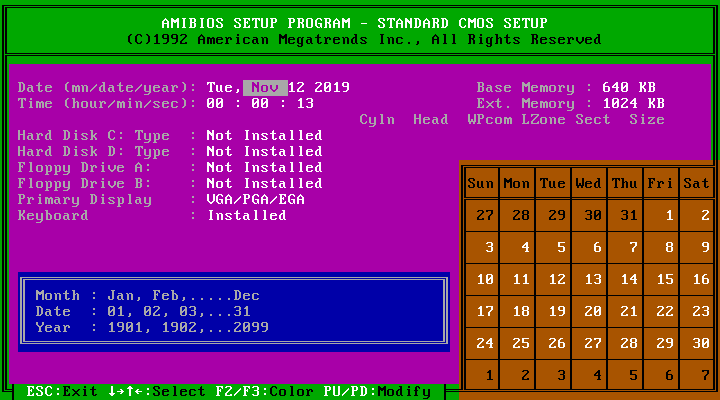 AMIBIOS SETUP PROGRAM - STANDARD CMOS SETUP
(C)1992 American Megatrends Inc., All Rights Reserved
Date (mn/date/year): Tue, Nov 12 2019 Base Memory : 640 KB
Time (hour/min/sec): 00 : 00 : 13 Ext. Memory : 1024 KB
Cyln Head WPcom LZone Sect Size
Hard Disk C: Type : Not Installed
Hard Disk D: Type : Not Installed
Floppy Drive A: : Not Installed
Floppy Drive B: : Not Installed
Primary Display : VGA/PGA/EGA
Keyboard : Installed
Sun Mon Tue Wed Thu Fri Sat
27 28 29 30 31 1 2
3 4 5 6 7 8 9
10 11 12 13 14 15 16
17 18 19 20 21 22 23
24 25 26 27 28 29 30
1 2 3 4 5 6 7
Month : Jan, Feb,.....Dec
Date : 01, 02, 03,...31
Year : 1901, 1902,...2099
ESC:Exit ↓→↑←:Select F2/F3:Color PU/PD:Modify